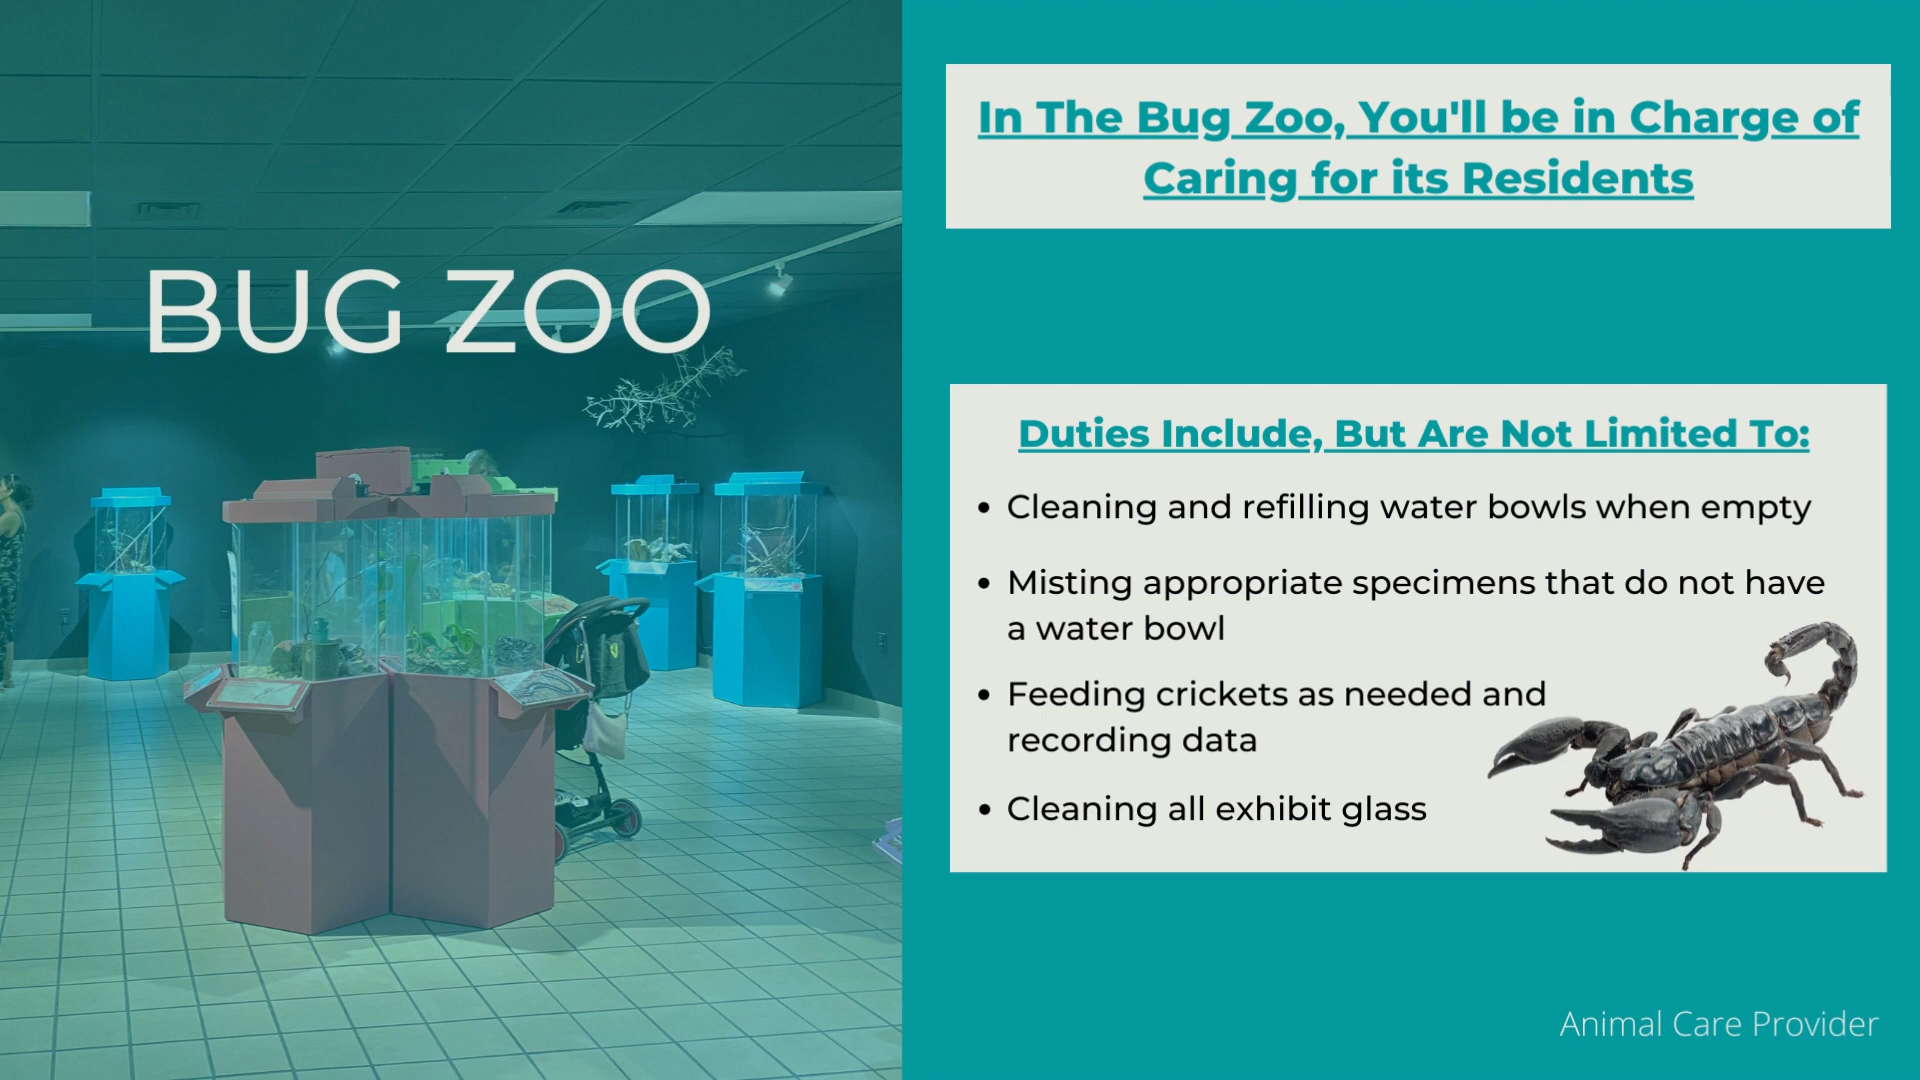 BUG ZOO
In The Bug Zoo, You'll be in Charge of
Caring for its Residents
Duties Include, But Are Not Limited To:
• Cleaning and refilling water bowls when empty
• Misting appropriate specimens that do not have
a water bowl
• Feeding crickets as needed and
recording data
• Cleaning all exhibit glass
Animal Care Provider